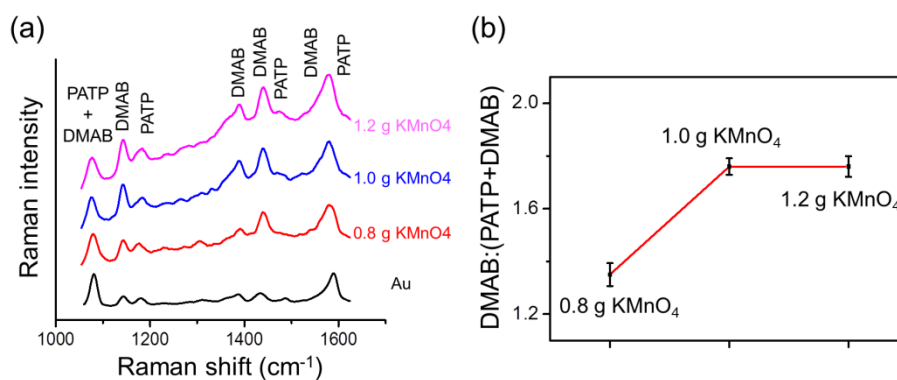 (a)
PATP
+
DMAB
DMAB
PATP
DMAB
DMAB
PATP
DMAB
PATP
1.2 g KMnO4
1.0 g KMnO4
0.8 g KMnO4
Au
Raman intensity
1000
1200
1400
1600
Raman shift (cm⁻¹)
(b)
DMAB:(PATP+DMAB)
2.0
1.6
1.2
1.0 g KMnO₄
1.2 g KMnO₄
0.8 g KMnO₄